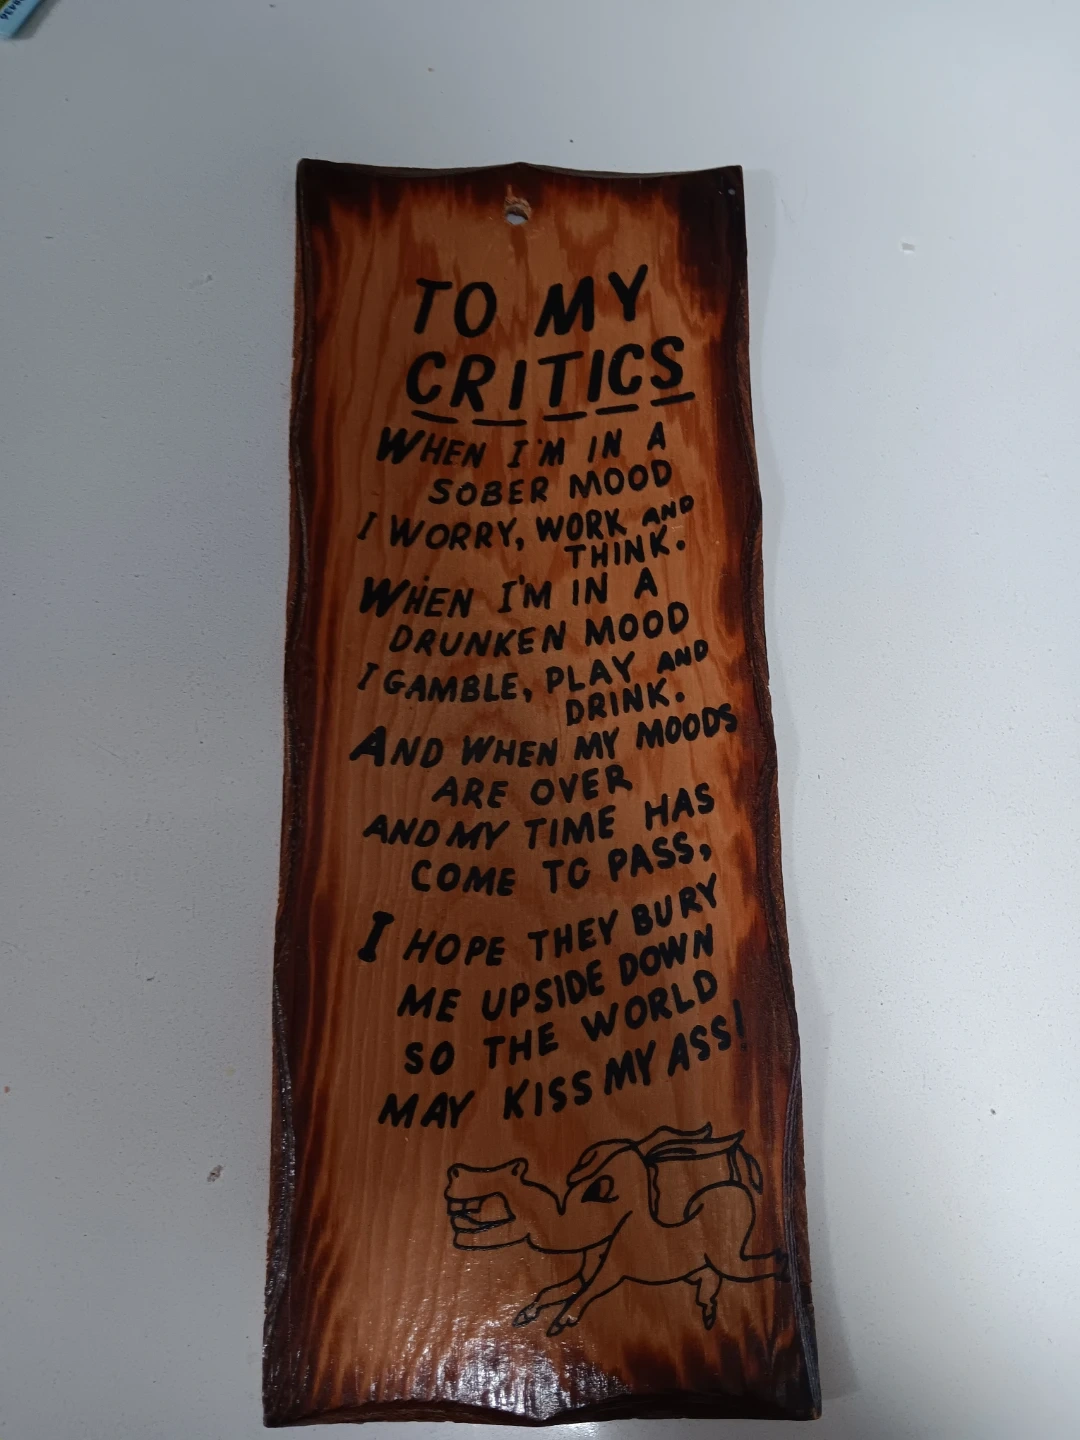 TO MY
CRITICS
WHEN I'M IN A
SOBER MOOD
I WORRY, WORK AND
THINK.
WHEN I'M IN A
DRUNKEN MOOD
I GAMBLE, PLAY AND
DRINK.
AND WHEN MY MOODS
ARE OVER
AND MY TIME HAS
COME TO PASS,
I HOPE THEY BURY
ME UPSIDE DOWN
SO THE WORLD
MAY KISS MY ASS!